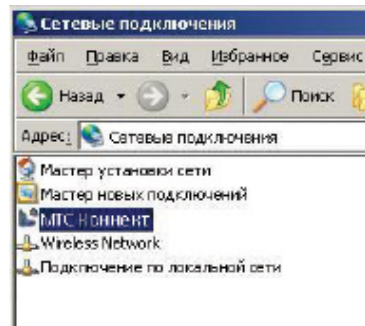 Сетевые подключения
Файл Правка Вид Избранное Сервис
Назад Поиск
Адрес: Сетевые подключения
Мастер установки сети
Мастер новых подключений
МТС Коннект
Wireless Network
Подключение по локальной сети